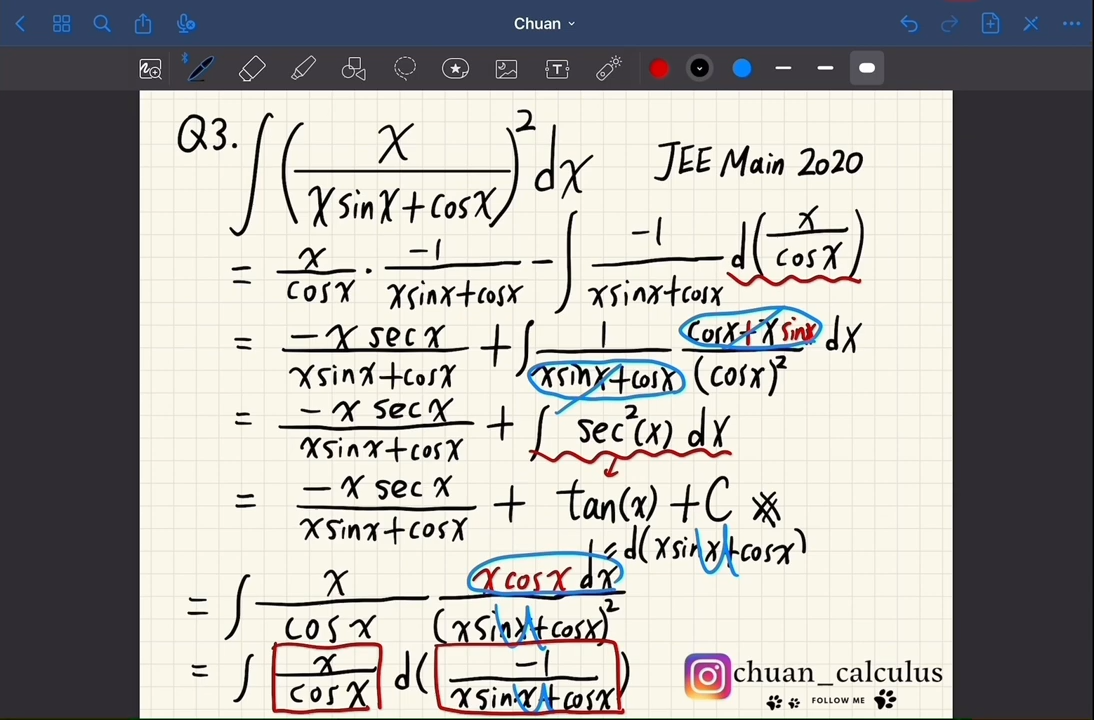 Chuan
Q3. ∫ (x / (x sin x + cos x))² dx JEE Main 2020
= x / cos x · -1 / (x sin x + cos x) - ∫ -1 / (x sin x + cos x) d(x / cos x)
= -x sec x / (x sin x + cos x) + ∫ 1 / (x sin x + cos x) (cos x + x sin x) / (cos x)² dx
= -x sec x / (x sin x + cos x) + ∫ sec²(x) dx
= -x sec x / (x sin x + cos x) + tan(x) + C
= d(x sin x + cos x)
= ∫ x / cos x x cos x dx / (x sin x + cos x)²
= ∫ x / cos x d(-1 / (x sin x + cos x))
chuan_calculus
FOLLOW ME